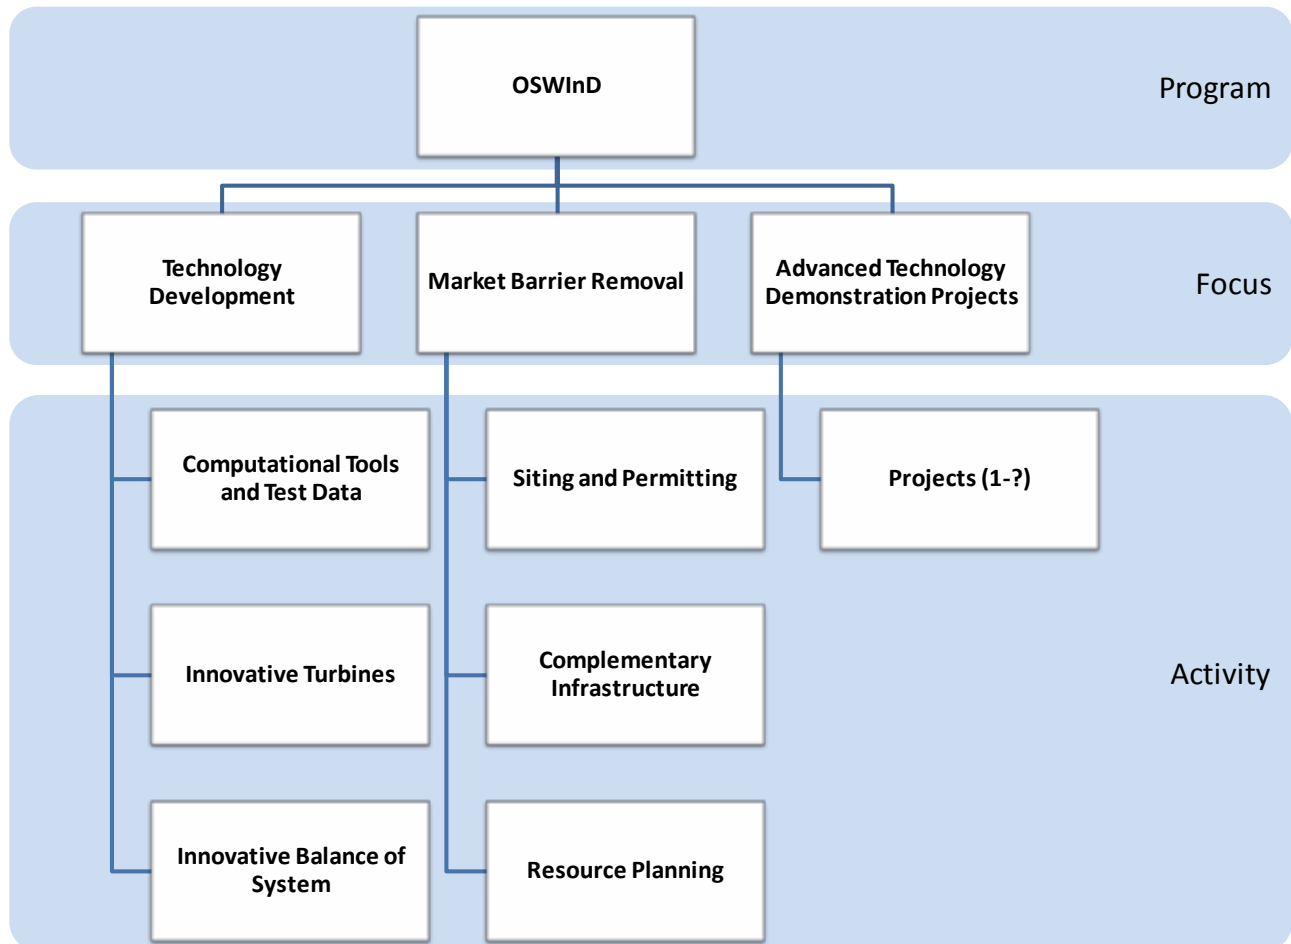 OSWInD
Program
Technology
Development
Market Barrier Removal
Advanced Technology
Demonstration Projects
Focus
Computational Tools
and Test Data
Siting and Permitting
Projects (1-?)
Innovative Turbines
Complementary
Infrastructure
Activity
Innovative Balance of
System
Resource Planning